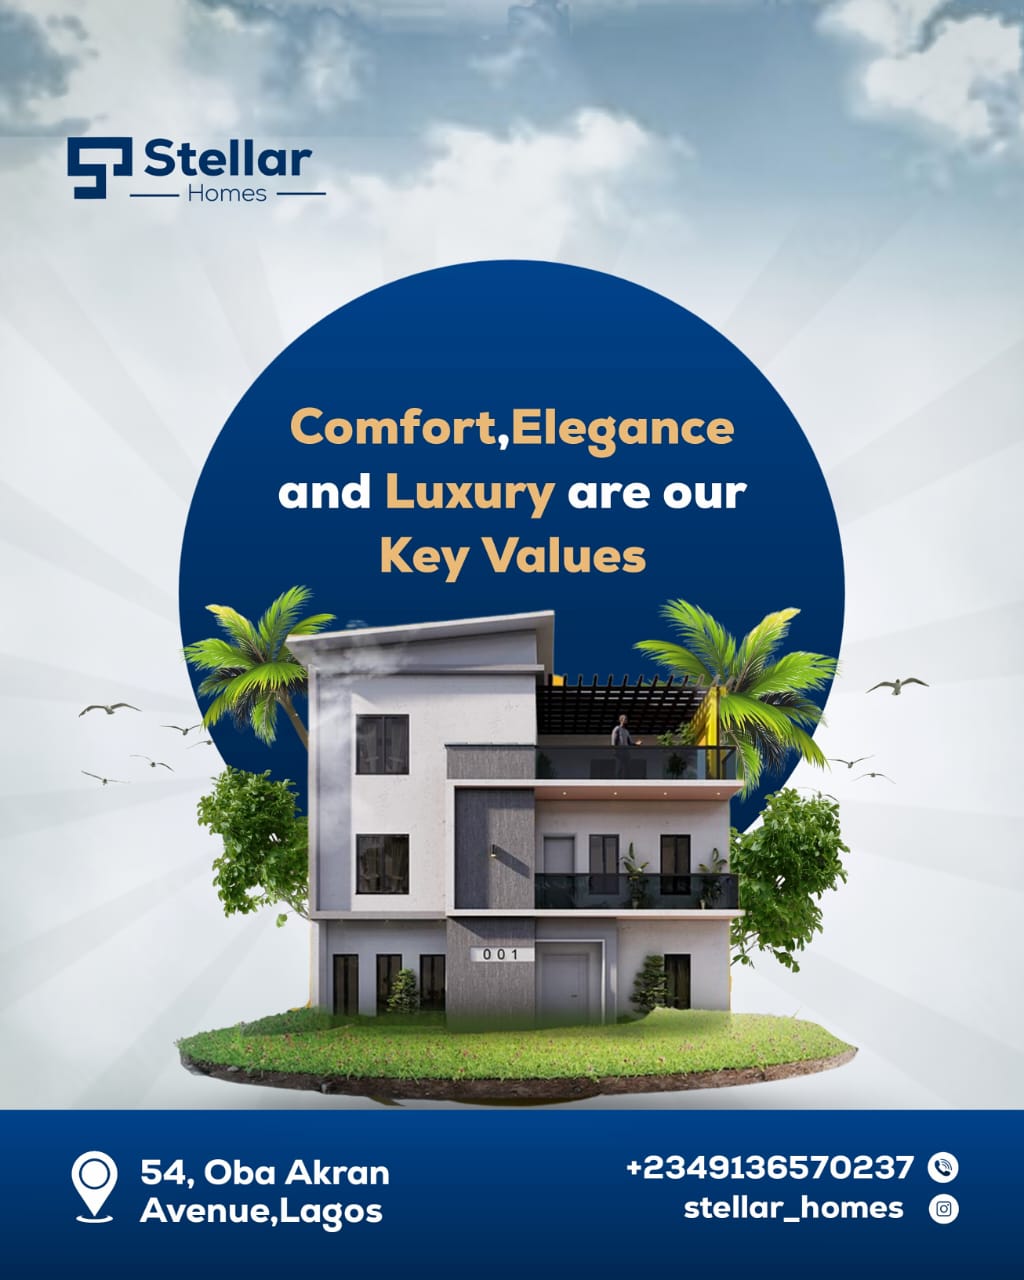 Stellar
Homes
Comfort,Elegance
and Luxury are our
Key Values
001
54, Oba Akran
Avenue,Lagos
+2349136570237
stellar_homes